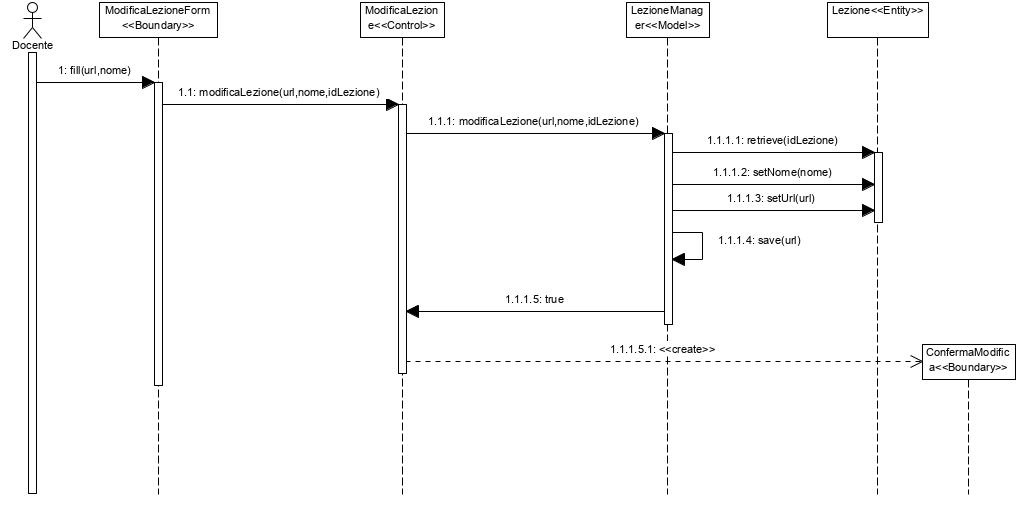 ModificaLezioneForm
<<Boundary>>
ModificaLezion
e<<Control>>
LezioneManag
er<<Model>>
Lezione<<Entity>>
Docente
1: fill(url,nome)
1.1: modificaLezione(url,nome,idLezione)
1.1.1: modificaLezione(url,nome,idLezione)
1.1.1.1: retrieve(idLezione)
1.1.1.2: setNome(nome)
1.1.1.3: setUrl(url)
1.1.1.4: save(url)
1.1.1.5: true
1.1.1.5.1: <<create>>
ConfermaModific
a<<Boundary>>